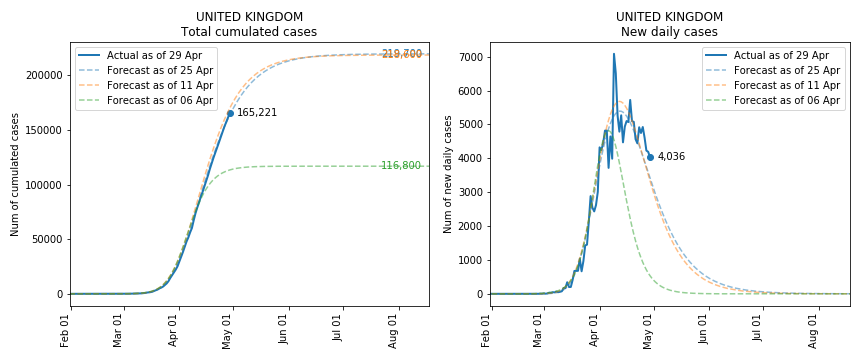 UNITED KINGDOM
Total cumulated cases
Actual as of 29 Apr
Forecast as of 25 Apr
Forecast as of 11 Apr
Forecast as of 06 Apr
165,221
116,800
Num of cumulated cases
200000
150000
100000
50000
0
Feb 01
Mar 01
Apr 01
May 01
Jun 01
Jul 01
Aug 01
UNITED KINGDOM
New daily cases
Actual as of 29 Apr
Forecast as of 25 Apr
Forecast as of 11 Apr
Forecast as of 06 Apr
4,036
Num of new daily cases
7000
6000
5000
4000
3000
2000
1000
0
Feb 01
Mar 01
Apr 01
May 01
Jun 01
Jul 01
Aug 01